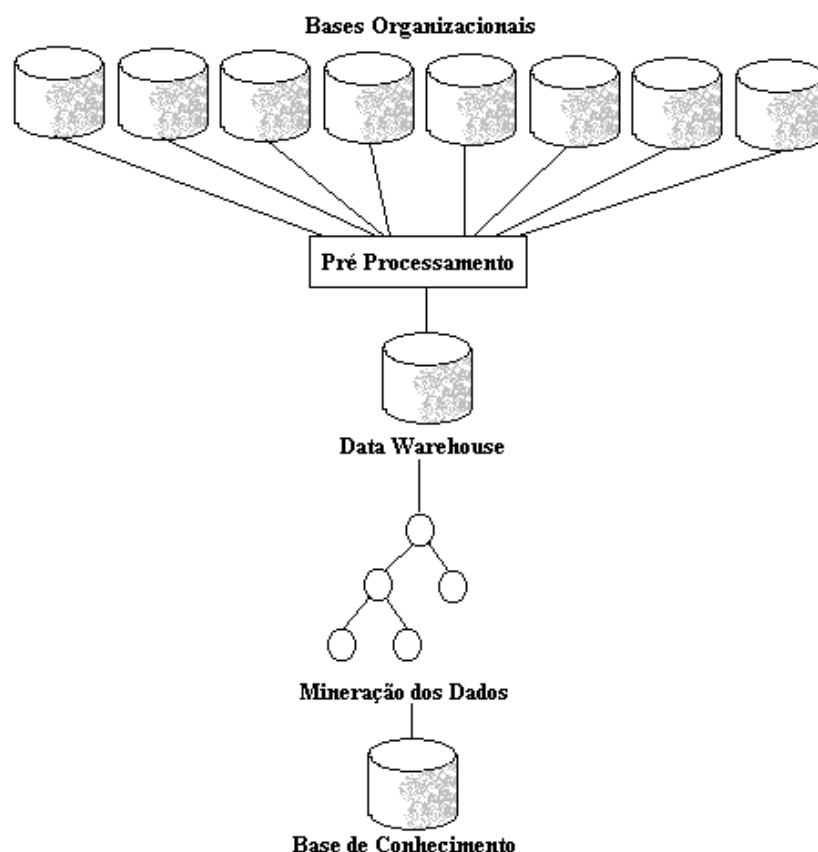 Bases Organizacionais
Pré Processamento
Data Warehouse
Mineração dos Dados
Base de Conhecimento